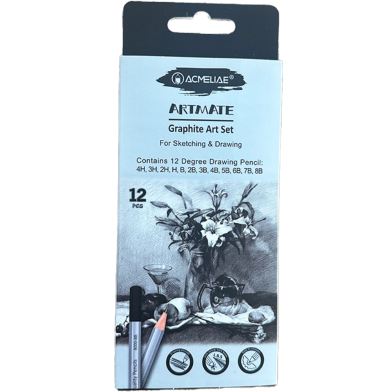 ACMELIAE®
ARTMATE
Graphite Art Set
For Sketching & Drawing
Contains 12 Degree Drawing Pencil:
4H, 3H, 2H, H, B, 2B, 3B, 4B, 5B, 6B, 7B, 8B
12
PCS